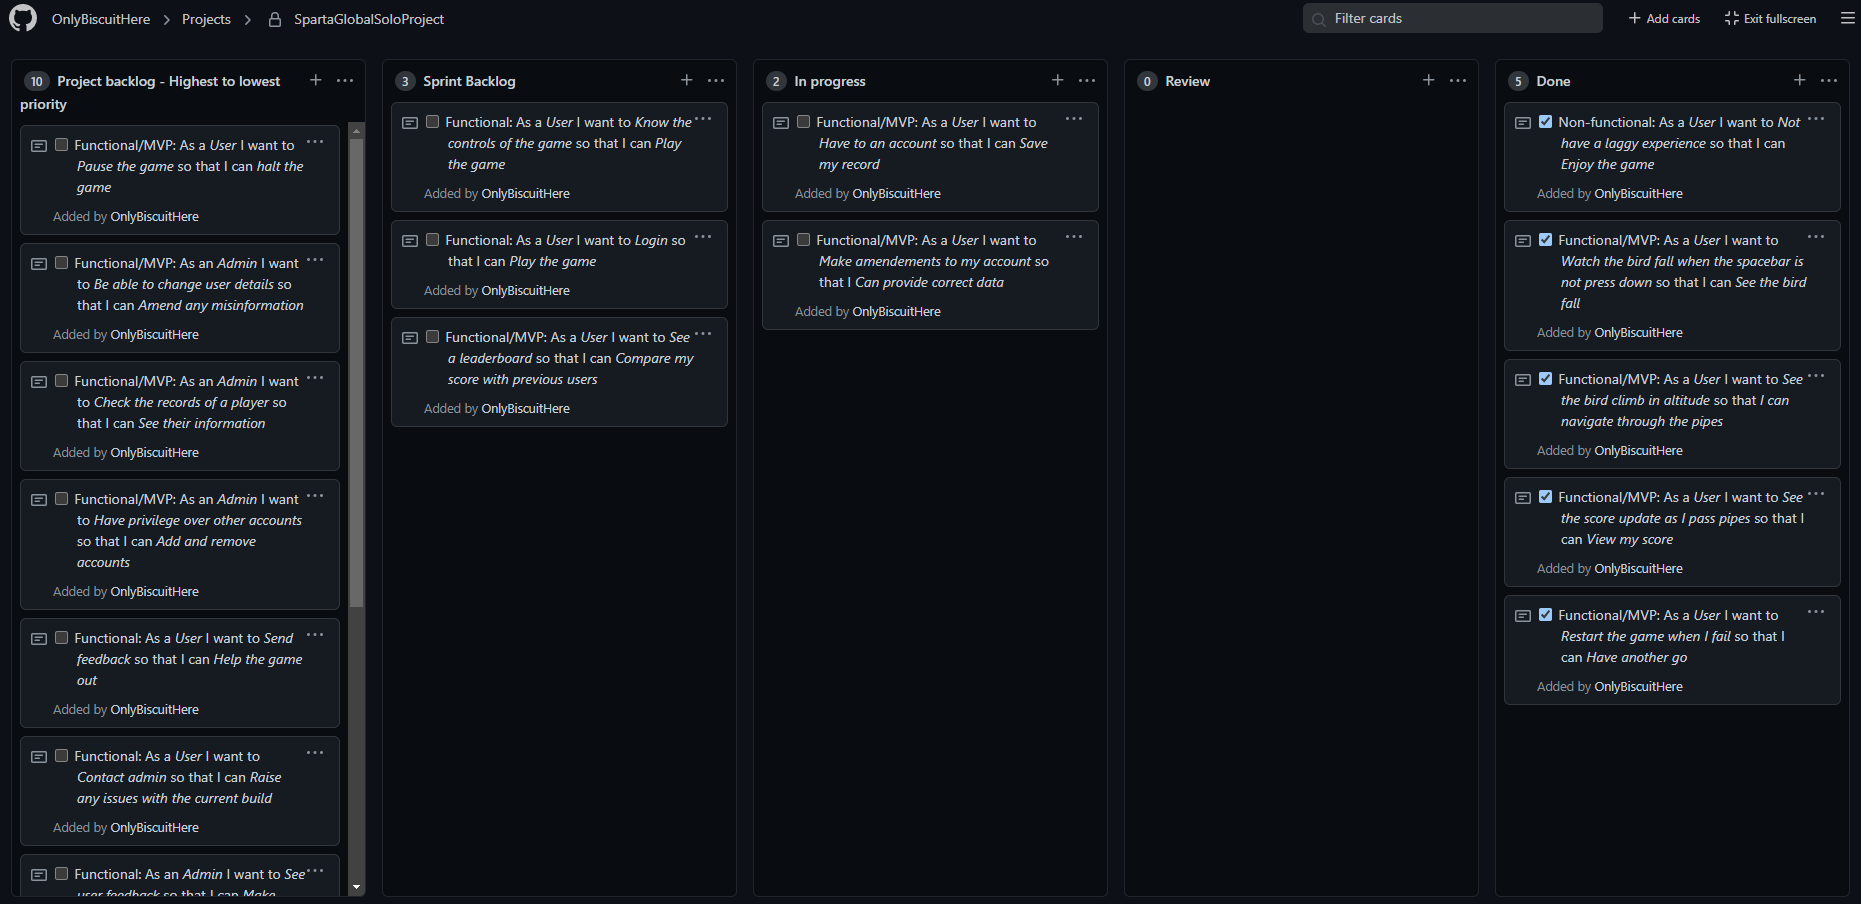 OnlyBiscuitHere
Projects
SpartaGlobalSoloProject
Filter cards
Add cards
Exit fullscreen
10 Project backlog - Highest to lowest
priority
Functional/MVP: As a User I want to
Pause the game so that I can halt the
game
Added by OnlyBiscuitHere
Functional/MVP: As an Admin I want
to Be able to change user details so
that I can Amend any misinformation
Added by OnlyBiscuitHere
Functional/MVP: As an Admin I want
to Check the records of a player so
that I can See their information
Added by OnlyBiscuitHere
Functional/MVP: As an Admin I want
to Have privilege over other accounts
so that I can Add and remove
accounts
Added by OnlyBiscuitHere
Functional: As a User I want to Send
feedback so that I can Help the game
out
Added by OnlyBiscuitHere
Functional: As a User I want to
Contact admin so that I can Raise
any issues with the current build
Added by OnlyBiscuitHere
Functional: As an Admin I want to See
user feedback so that I can Make
3 Sprint Backlog
Functional: As a User I want to Know the
controls of the game so that I can Play
the game
Added by OnlyBiscuitHere
Functional: As a User I want to Login so
that I can Play the game
Added by OnlyBiscuitHere
Functional/MVP: As a User I want to See
a leaderboard so that I can Compare my
score with previous users
Added by OnlyBiscuitHere
2 In progress
Functional/MVP: As a User I want to
Have to an account so that I can Save
my record
Added by OnlyBiscuitHere
Functional/MVP: As a User I want to
Make amendements to my account so
that I Can provide correct data
Added by OnlyBiscuitHere
0 Review
5 Done
Non-functional: As a User I want to Not
have a laggy experience so that I can
Enjoy the game
Added by OnlyBiscuitHere
Functional/MVP: As a User I want to
Watch the bird fall when the spacebar is
not press down so that I can See the bird
fall
Added by OnlyBiscuitHere
Functional/MVP: As a User I want to See
the bird climb in altitude so that I can
navigate through the pipes
Added by OnlyBiscuitHere
Functional/MVP: As a User I want to See
the score update as I pass pipes so that I
can View my score
Added by OnlyBiscuitHere
Functional/MVP: As a User I want to
Restart the game when I fail so that I
can Have another go
Added by OnlyBiscuitHere